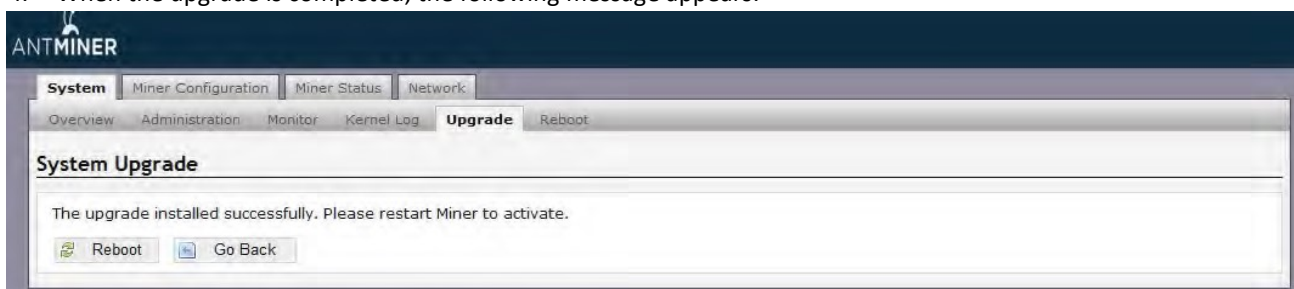 When the upgrade is completed, the following message appears:
ANTMINER
System Miner Configuration Miner Status Network
Overview Administration Monitor Kernel Log Upgrade Reboot
System Upgrade
The upgrade installed successfully. Please restart Miner to activate.
Reboot Go Back